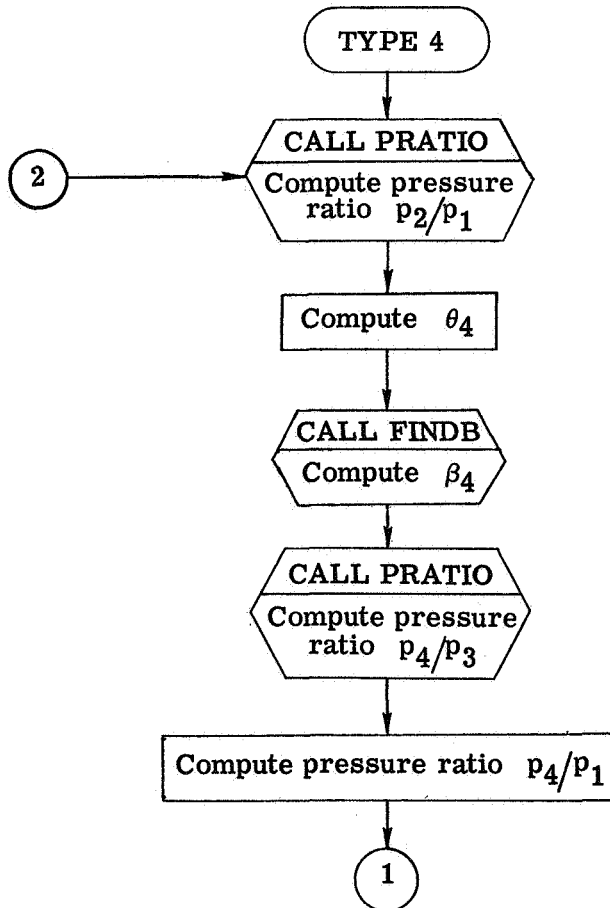 TYPE 4
CALL PRATIO
2
Compute pressure
ratio p₂/p₁
Compute θ₄
CALL FINDB
Compute β₄
CALL PRATIO
Compute pressure
ratio p₄/p₃
Compute pressure ratio p₄/p₁
1